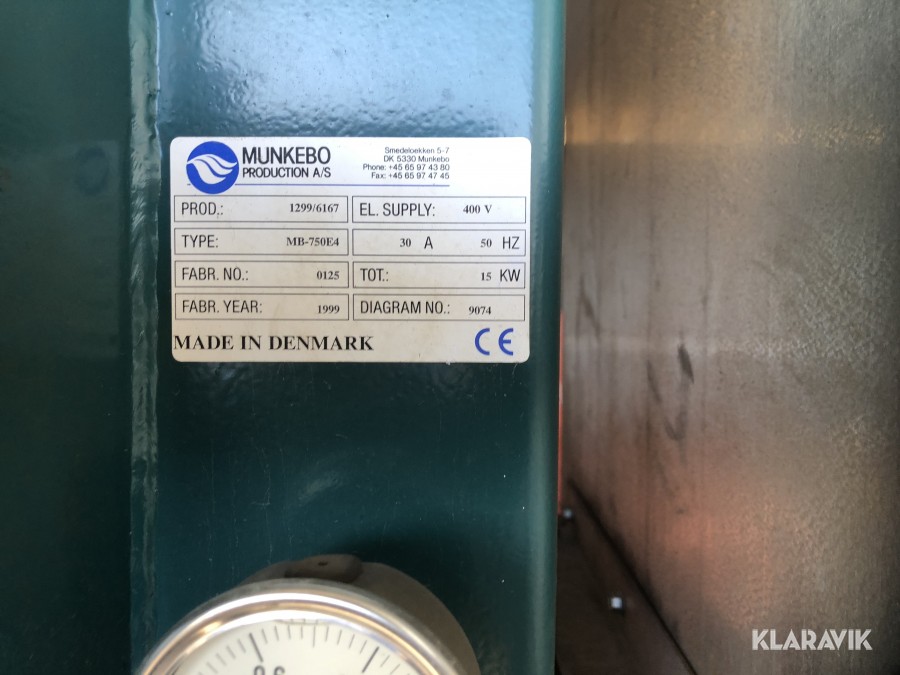 MUNKEBO
PRODUCTION A/S
Smedeloekken 5-7
DK 5330 Munkebo
Phone: +45 65 97 43 80
Fax: +45 65 97 47 45
PROD.: 1299/6167
EL. SUPPLY: 400 V
TYPE: MB-750E4
30 A 50 HZ
FABR. NO.: 0125
TOT.: 15 KW
FABR. YEAR: 1999
DIAGRAM NO.: 9074
MADE IN DENMARK
CE
KLARAVIK